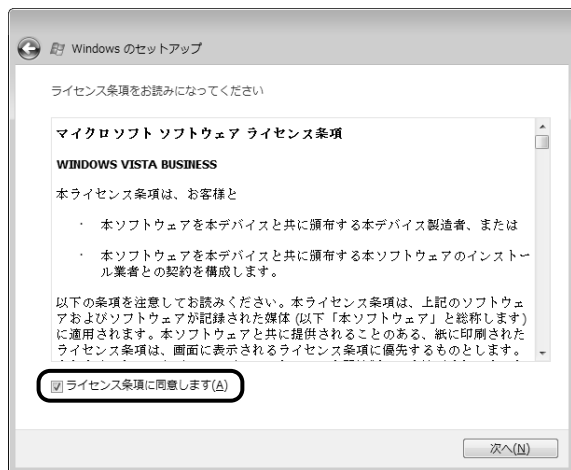 Windows のセットアップ
ライセンス条項をお読みになってください
マイクロソフト ソフトウェア ライセンス条項
WINDOWS VISTA BUSINESS
本ライセンス条項は、お客様と
· 本ソフトウェアを本デバイスと共に頒布する本デバイス製造者、または
· 本ソフトウェアを本デバイスと共に頒布する本ソフトウェアのインストー
ル業者との契約を構成します。
以下の条項を注意してお読みください。本ライセンス条項は、上記のソフトウェ
アおよびソフトウェアが記録された媒体 (以下「本ソフトウェア」と総称します)
に適用されます。本ソフトウェアと共に提供されることのある、紙に印刷された
ライセンス条項は、画面に表示されるライセンス条項に優先するものとします。
ライセンス条項に同意します(A)
次へ(N)